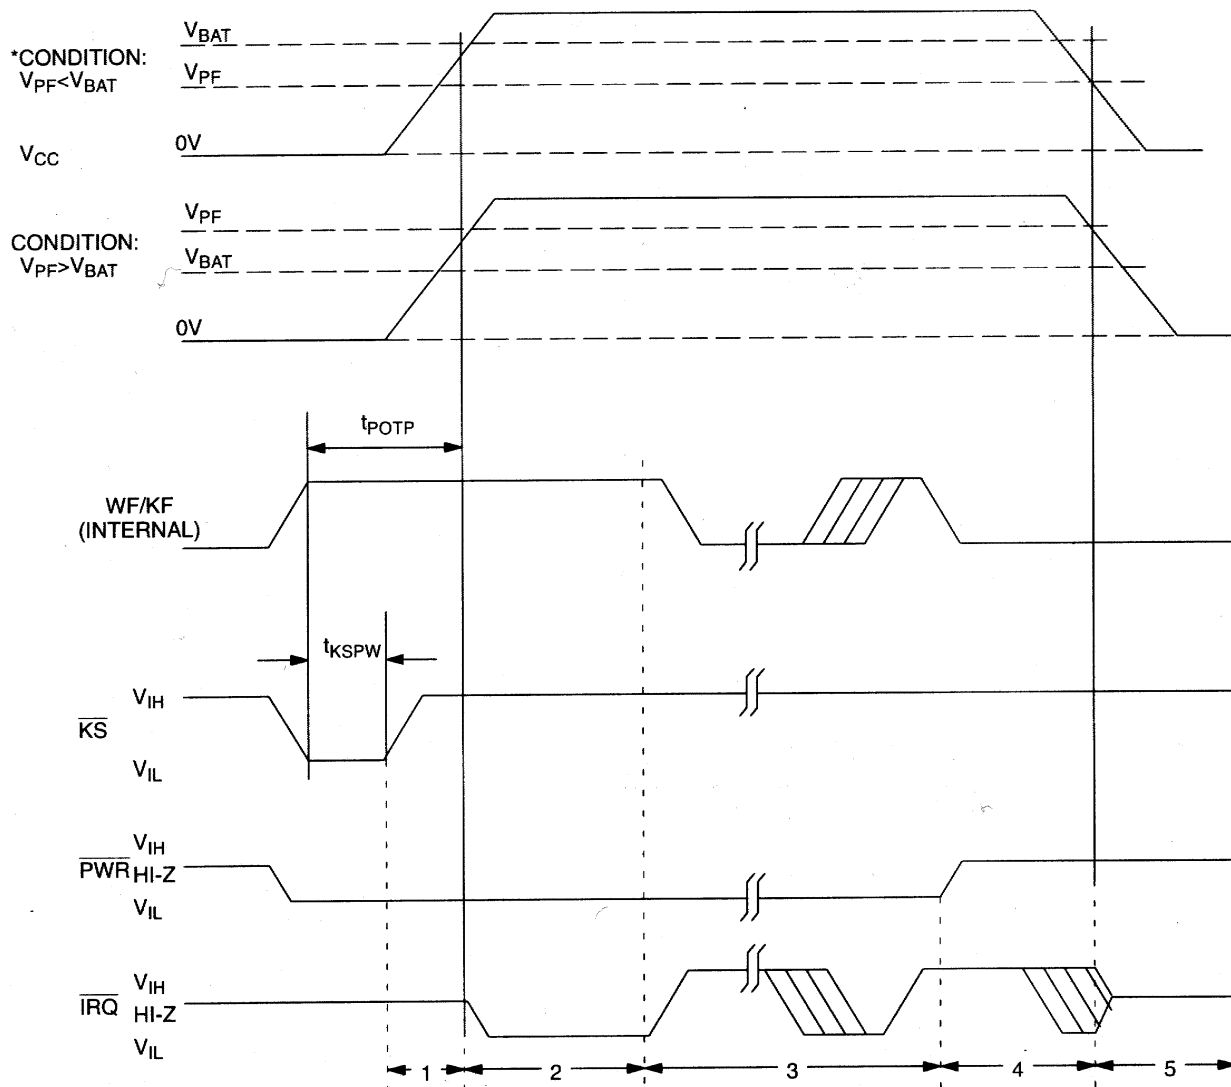 *CONDITION:
VPF<VBAT
VBAT
VPF
0V
VCC
CONDITION:
VPF>VBAT
VPF
VBAT
0V
tPOTP
WF/KF
(INTERNAL)
tKSPW
VIH
KS
VIL
VIH
PWR HI-Z
VIL
VIH
IRQ HI-Z
VIL
1 2 3 4 5